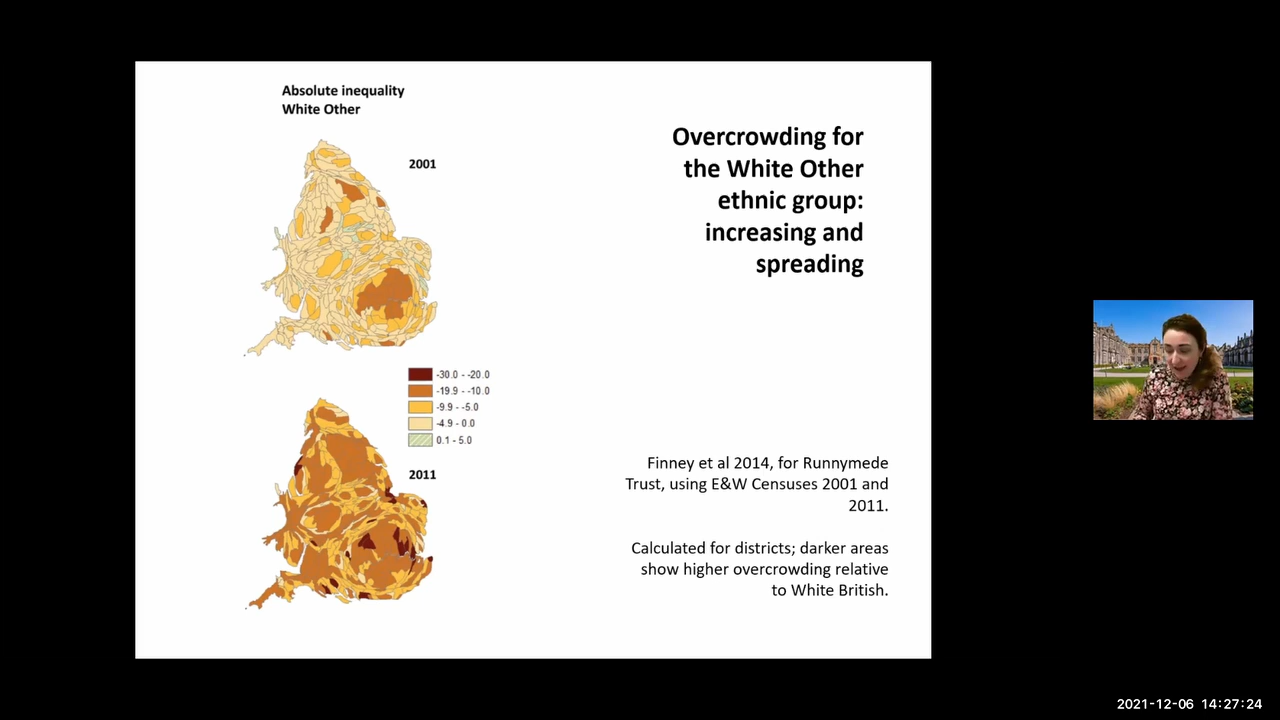 Absolute inequality
White Other
2001
Overcrowding for
the White Other
ethnic group:
increasing and
spreading
-30.0 - -20.0
-19.9 - -10.0
-9.9 - -5.0
-4.9 - 0.0
0.1 - 5.0
2011
Finney et al 2014, for Runnymede
Trust, using E&W Censuses 2001 and
2011.
Calculated for districts; darker areas
show higher overcrowding relative
to White British.
2021-12-06 14:27:24